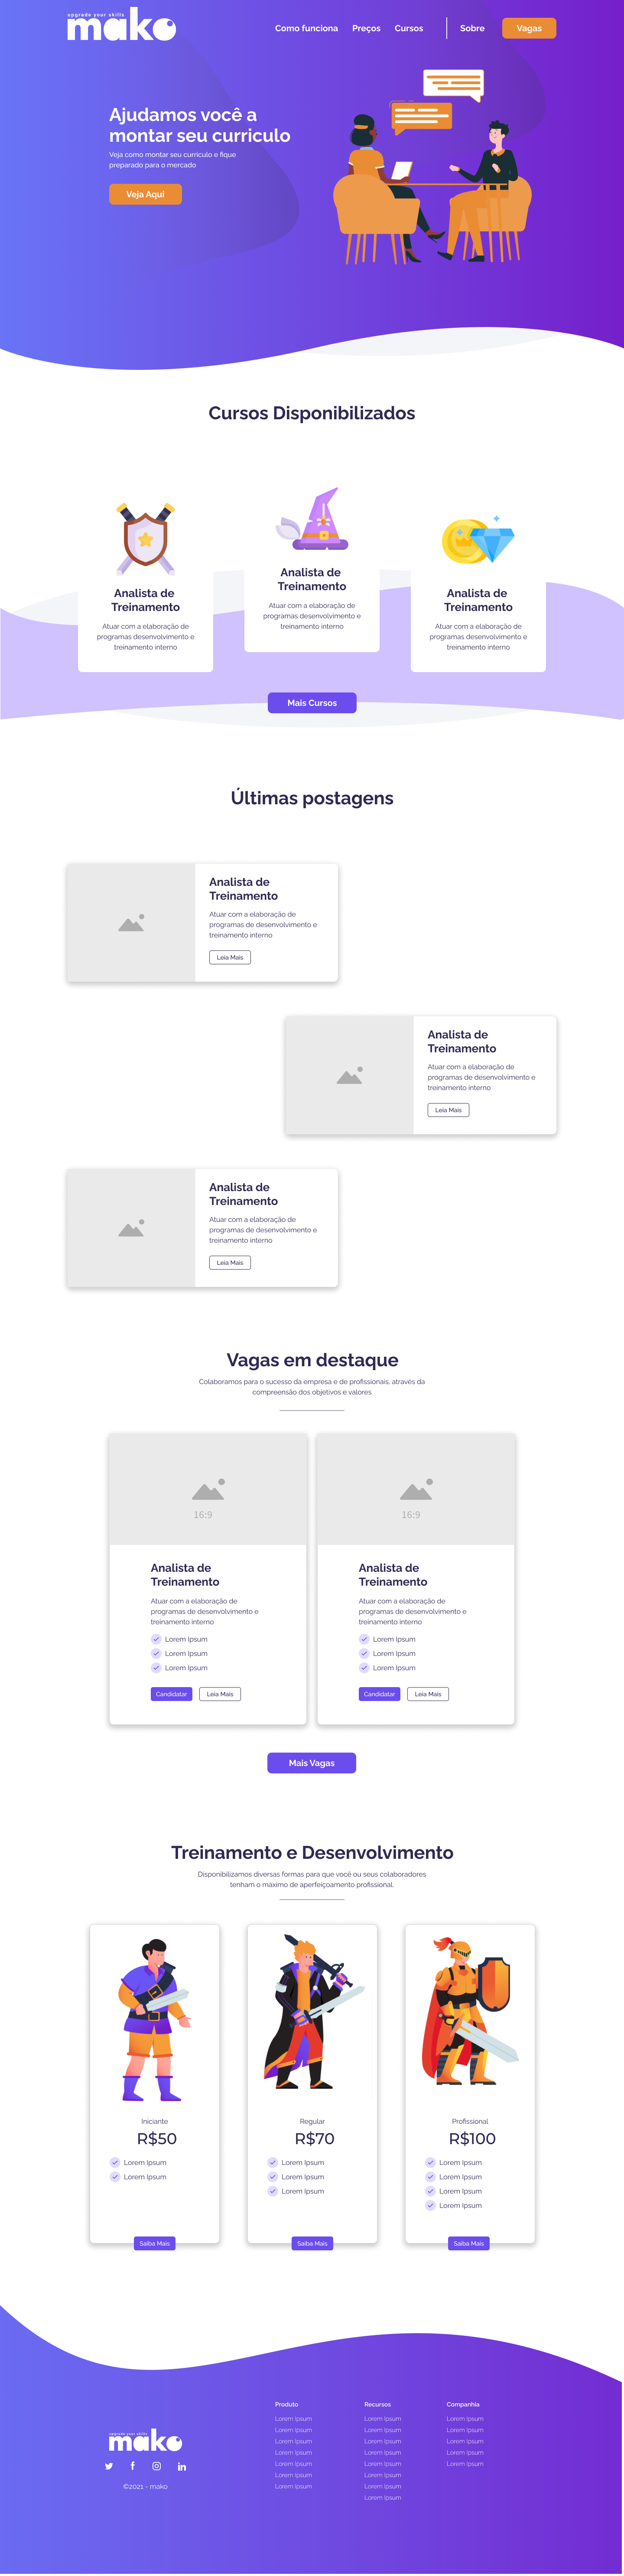 upgrade your skills
mako
Como funciona
Preços
Cursos
Sobre
Vagas
Ajudamos você a
montar seu curriculo
Veja como montar seu currículo e fique
preparado para o mercado
Veja Aqui
Cursos Disponibilizados
Analista de
Treinamento
Atuar com a elaboração de
programas desenvolvimento e
treinamento interno
Analista de
Treinamento
Atuar com a elaboração de
programas desenvolvimento e
treinamento interno
Analista de
Treinamento
Atuar com a elaboração de
programas desenvolvimento e
treinamento interno
Mais Cursos
Últimas postagens
Analista de
Treinamento
Atuar com a elaboração de
programas de desenvolvimento e
treinamento interno
Leia Mais
Analista de
Treinamento
Atuar com a elaboração de
programas de desenvolvimento e
treinamento interno
Leia Mais
Analista de
Treinamento
Atuar com a elaboração de
programas de desenvolvimento e
treinamento interno
Leia Mais
Vagas em destaque
Colaboramos para o sucesso da empresa e de profissionais, através da
compreensão dos objetivos e valores
16:9
Analista de
Treinamento
Atuar com a elaboração de
programas de desenvolvimento e
treinamento interno
Lorem Ipsum
Lorem Ipsum
Lorem Ipsum
Candidatar
Leia Mais
16:9
Analista de
Treinamento
Atuar com a elaboração de
programas de desenvolvimento e
treinamento interno
Lorem Ipsum
Lorem Ipsum
Lorem Ipsum
Candidatar
Leia Mais
Mais Vagas
Treinamento e Desenvolvimento
Disponibilizamos diversas formas para que você ou seus colaboradores
tenham o máximo de aperfeiçoamento profissional.
Iniciante
R$50
Lorem Ipsum
Lorem Ipsum
Saiba Mais
Regular
R$70
Lorem Ipsum
Lorem Ipsum
Lorem Ipsum
Saiba Mais
Profissional
R$100
Lorem Ipsum
Lorem Ipsum
Lorem Ipsum
Lorem Ipsum
Saiba Mais
upgrade your skills
mako
©2021 - mako
Produto
Lorem Ipsum
Lorem Ipsum
Lorem Ipsum
Lorem Ipsum
Lorem Ipsum
Lorem Ipsum
Lorem Ipsum
Recursos
Lorem Ipsum
Lorem Ipsum
Lorem Ipsum
Lorem Ipsum
Lorem Ipsum
Lorem Ipsum
Lorem Ipsum
Lorem Ipsum
Companhia
Lorem Ipsum
Lorem Ipsum
Lorem Ipsum
Lorem Ipsum
Lorem Ipsum